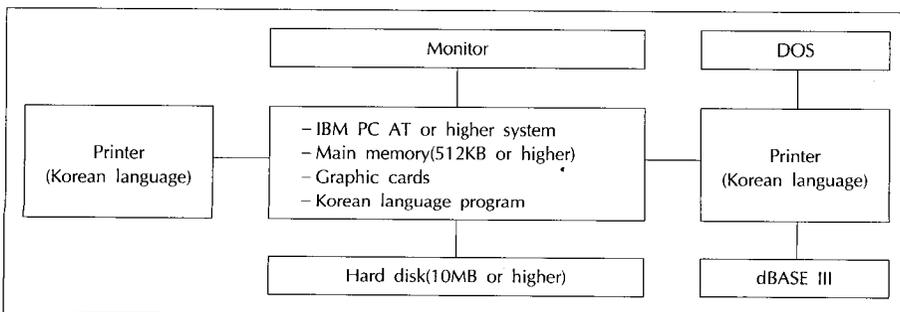 Monitor
DOS
Printer
(Korean language)
– IBM PC AT or higher system
– Main memory(512KB or higher)
– Graphic cards
– Korean language program
Printer
(Korean language)
Hard disk(10MB or higher)
dBASE III